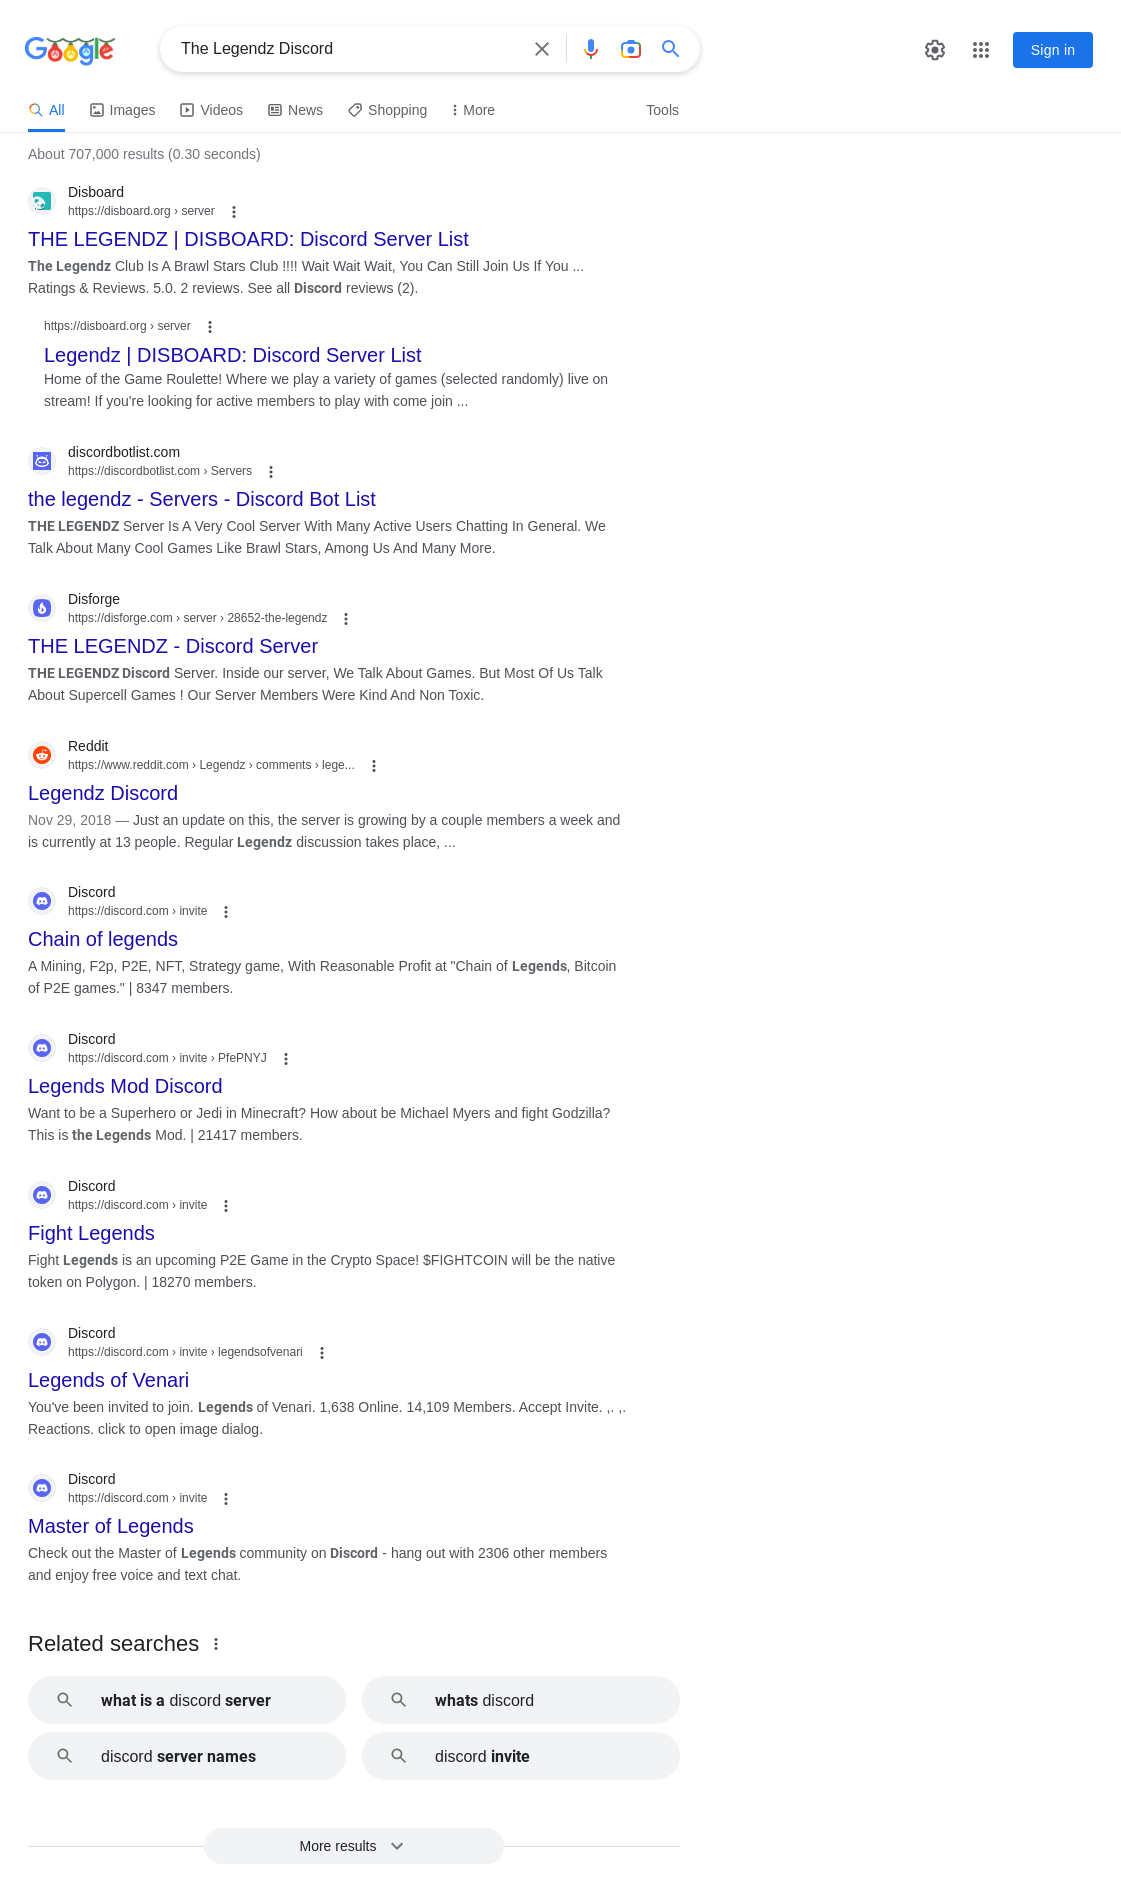 Google
The Legendz Discord
Sign in
All Images Videos News Shopping More Tools
About 707,000 results (0.30 seconds)
Disboard
https://disboard.org › server
THE LEGENDZ | DISBOARD: Discord Server List
The Legendz Club Is A Brawl Stars Club !!!! Wait Wait Wait, You Can Still Join Us If You ...
Ratings & Reviews. 5.0. 2 reviews. See all Discord reviews (2).
https://disboard.org › server
Legendz | DISBOARD: Discord Server List
Home of the Game Roulette! Where we play a variety of games (selected randomly) live on
stream! If you're looking for active members to play with come join ...
discordbotlist.com
https://discordbotlist.com › Servers
the legendz - Servers - Discord Bot List
THE LEGENDZ Server Is A Very Cool Server With Many Active Users Chatting In General. We
Talk About Many Cool Games Like Brawl Stars, Among Us And Many More.
Disforge
https://disforge.com › server › 28652-the-legendz
THE LEGENDZ - Discord Server
THE LEGENDZ Discord Server. Inside our server, We Talk About Games. But Most Of Us Talk
About Supercell Games ! Our Server Members Were Kind And Non Toxic.
Reddit
https://www.reddit.com › Legendz › comments › lege...
Legendz Discord
Nov 29, 2018 — Just an update on this, the server is growing by a couple members a week and
is currently at 13 people. Regular Legendz discussion takes place, ...
Discord
https://discord.com › invite
Chain of legends
A Mining, F2p, P2E, NFT, Strategy game, With Reasonable Profit at "Chain of Legends, Bitcoin
of P2E games." | 8347 members.
Discord
https://discord.com › invite › PfePNYJ
Legends Mod Discord
Want to be a Superhero or Jedi in Minecraft? How about be Michael Myers and fight Godzilla?
This is the Legends Mod. | 21417 members.
Discord
https://discord.com › invite
Fight Legends
Fight Legends is an upcoming P2E Game in the Crypto Space! $FIGHTCOIN will be the native
token on Polygon. | 18270 members.
Discord
https://discord.com › invite › legendsofvenari
Legends of Venari
You've been invited to join. Legends of Venari. 1,638 Online. 14,109 Members. Accept Invite. ,. ,.
Reactions. click to open image dialog.
Discord
https://discord.com › invite
Master of Legends
Check out the Master of Legends community on Discord - hang out with 2306 other members
and enjoy free voice and text chat.
Related searches
what is a discord server
whats discord
discord server names
discord invite
More results